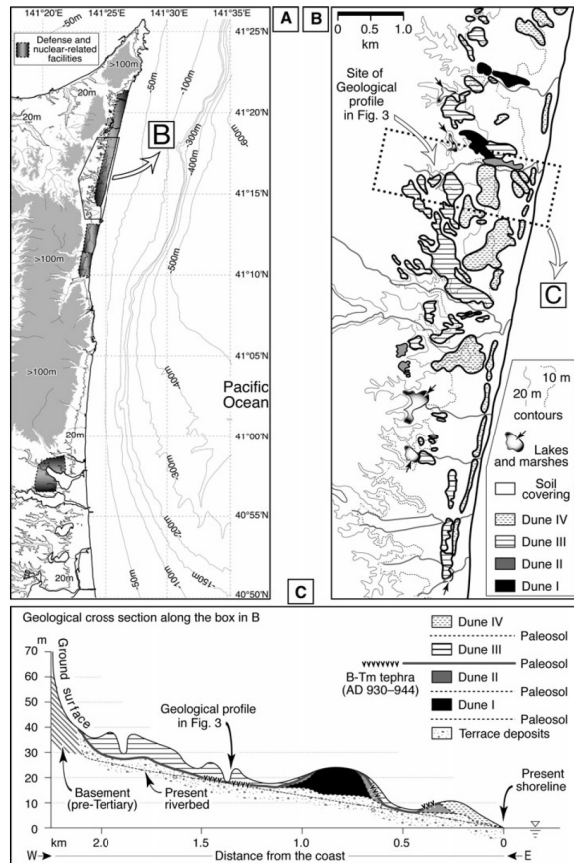 141°20'E 141°25'E 141°30'E 141°35'E
A
-50m
Defense and
nuclear-related
facilities
>100m
20m
20m
>100m
41°25'N
-50m
-100m
-300m
-400m
-500m
-600m
41°20'N
B
41°15'N
>100m
41°10'N
41°05'N
-400m
Pacific
Ocean
>100m
41°00'N
20m
-300m
-200m
40°55'N
-150m
-100m
-50m
20m
40°50'N
B
0 0.5 1.0
km
Site of
Geological
profile
in Fig. 3
C
10 m
20 m
contours
Lakes
and marshes
Soil
covering
Dune IV
Dune III
Dune II
Dune I
C
Geological cross section along the box in B
m
70
60
50
40
30
20
10
0
Ground surface
Geological profile
in Fig. 3
Basement
(pre-Tertiary)
Present
riverbed
Dune IV
Paleosol
Dune III
B-Tm tephra
(AD 930–944)
Paleosol
Dune II
Paleosol
Dune I
Paleosol
Terrace deposits
Present
shoreline
km 2.0 1.5 1.0 0.5 0
W Distance from the coast E